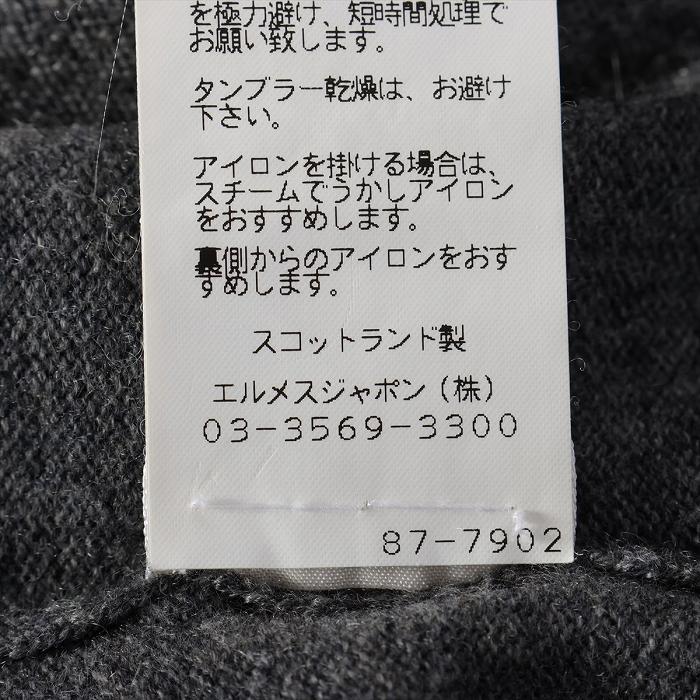 を極力避け、短時間処理で
お願い致します。
タンブラー乾燥は、お避け
下さい。
アイロンを掛ける場合は、
スチームでうかしアイロン
をおすすめします。
裏側からのアイロンをおす
すめします。
スコットランド製
エルメスジャポン(株)
03-3569-3300
87-7902